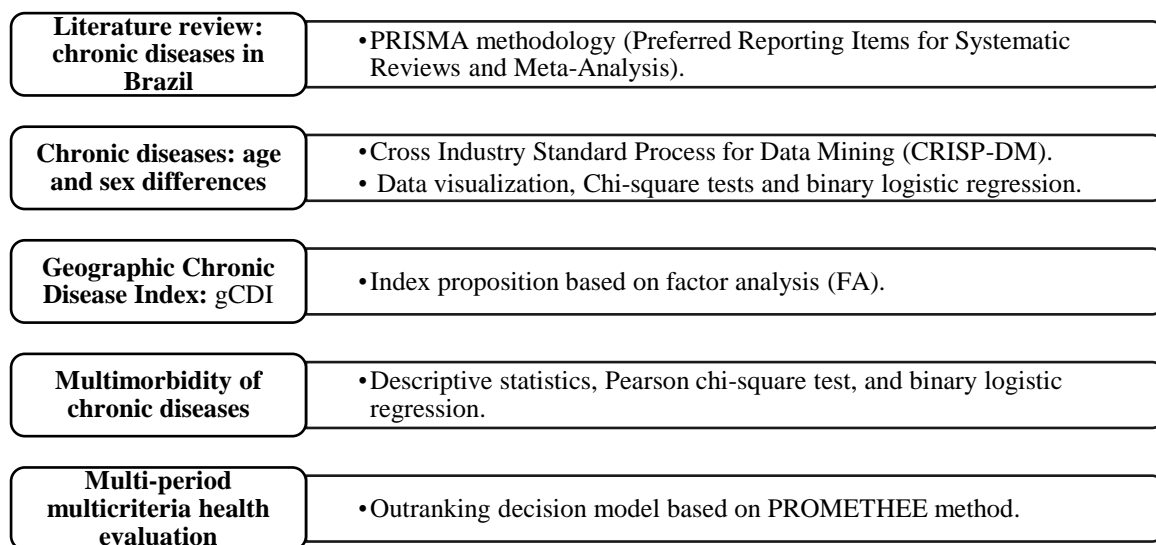 Literature review:
chronic diseases in
Brazil
•PRISMA methodology (Preferred Reporting Items for Systematic
Reviews and Meta-Analysis).
Chronic diseases: age
and sex differences
•Cross Industry Standard Process for Data Mining (CRISP-DM).
• Data visualization, Chi-square tests and binary logistic regression.
Geographic Chronic
Disease Index: gCDI
•Index proposition based on factor analysis (FA).
Multimorbidity of
chronic diseases
•Descriptive statistics, Pearson chi-square test, and binary logistic
regression.
Multi-period
multicriteria health
evaluation
•Outranking decision model based on PROMETHEE method.